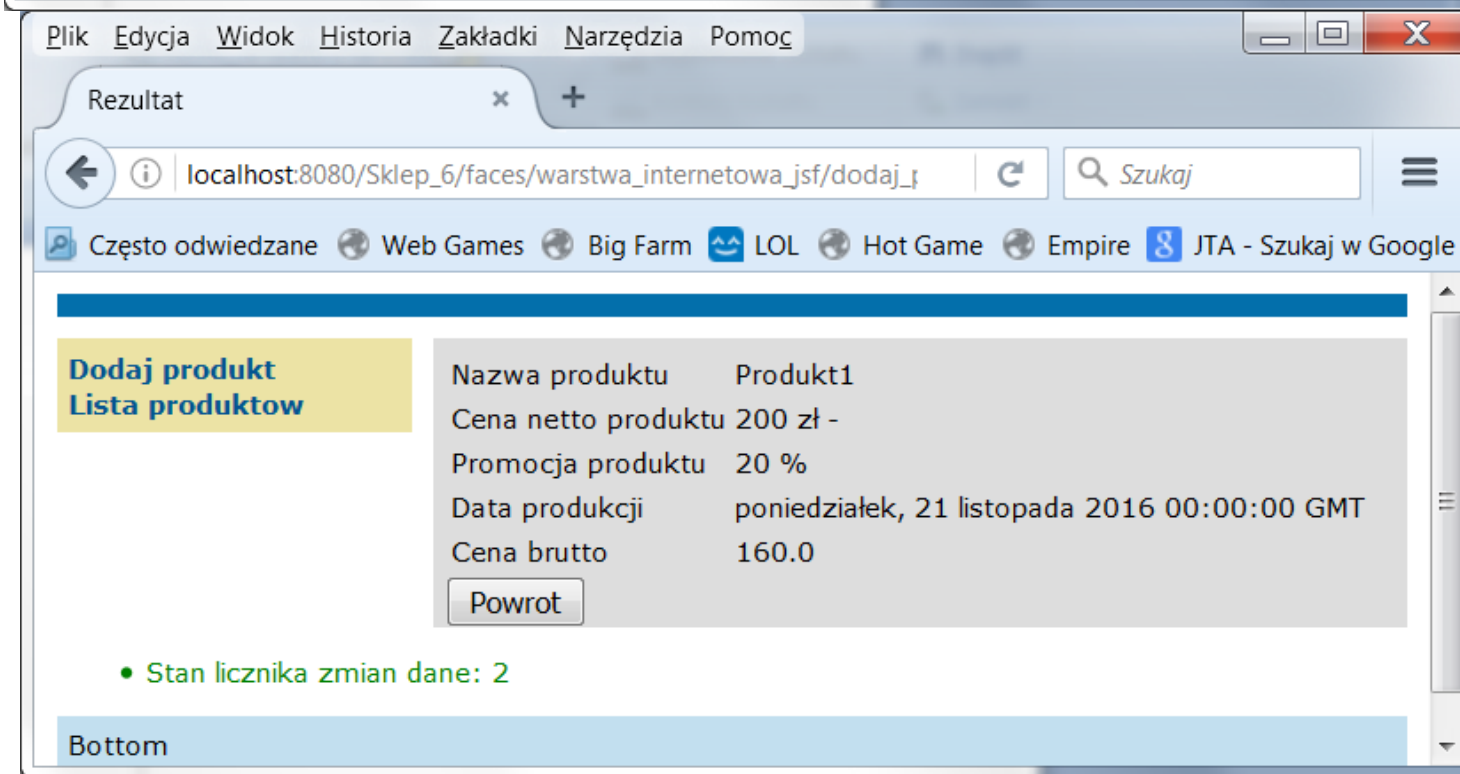 Plik Edycja Widok Historia Zakładki Narzędzia Pomoc
Rezultat
localhost:8080/Sklep_6/faces/warstwa_internetowa_jsf/dodaj_p
Szukaj
Często odwiedzane Web Games Big Farm LOL Hot Game Empire 8 JTA - Szukaj w Google
Dodaj produkt
Lista produktow
Nazwa produktu Produkt1
Cena netto produktu 200 zł -
Promocja produktu 20 %
Data produkcji poniedziałek, 21 listopada 2016 00:00:00 GMT
Cena brutto 160.0
Powrot
Stan licznika zmian dane: 2
Bottom